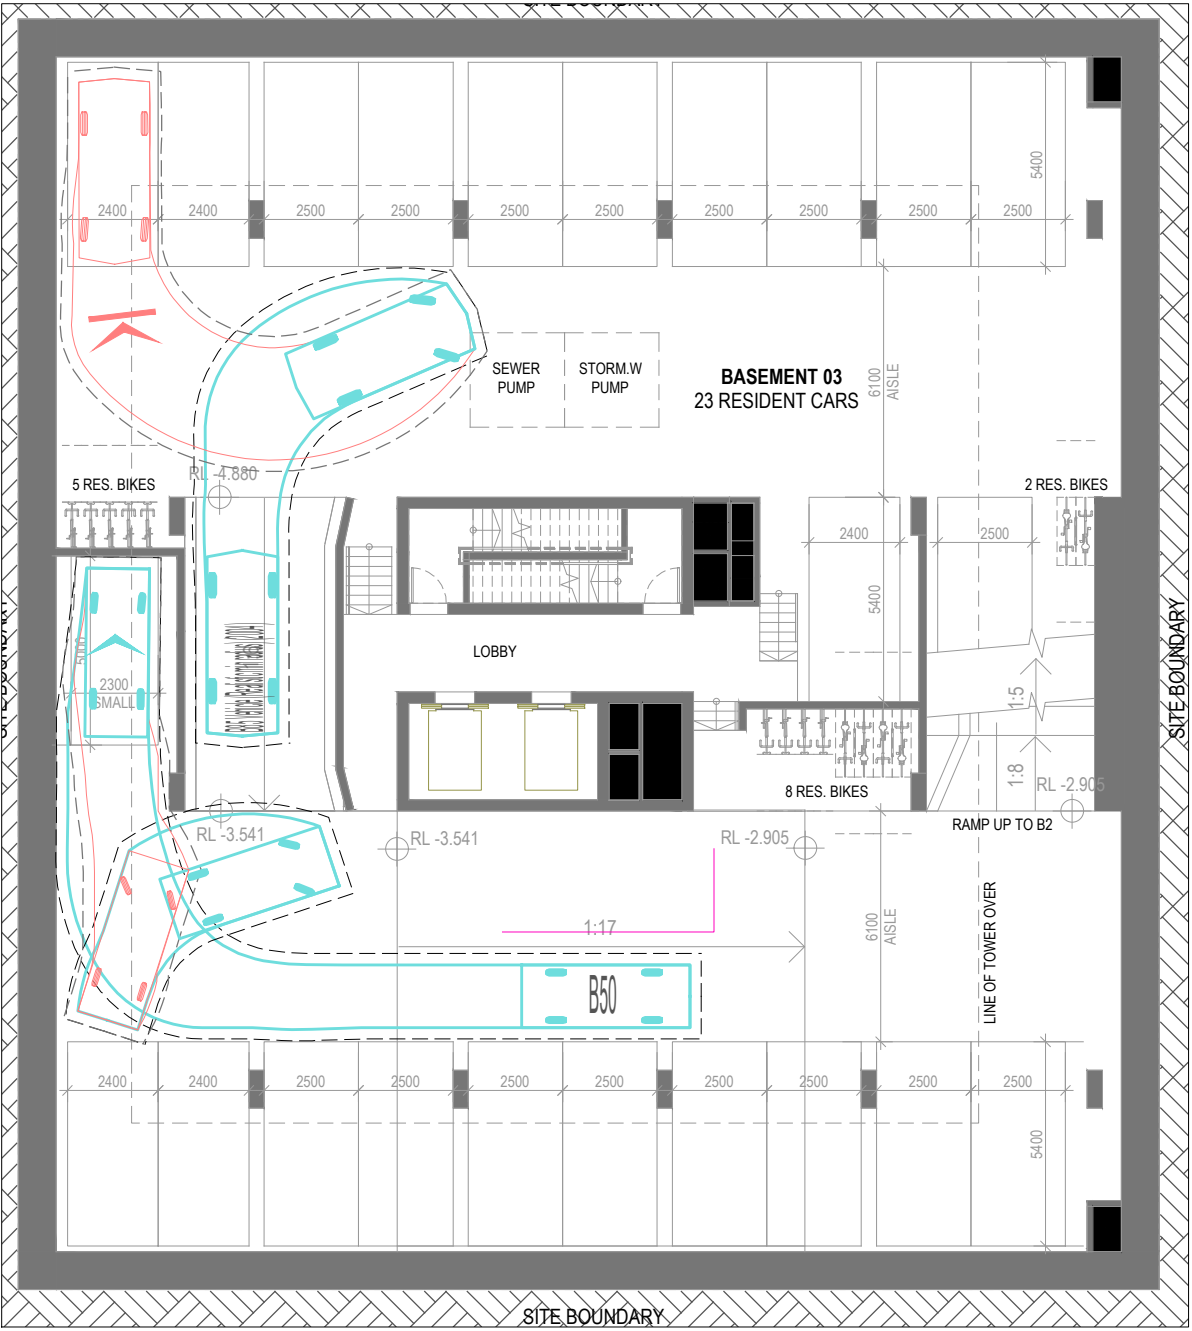 SITE BOUNDARY
5400
2400 2400 2500 2500 2500 2500 2500 2500 2500 2500
SEWER
PUMP
STORM.W
PUMP
BASEMENT 03
23 RESIDENT CARS
6100
AISLE
RL -4.880
5 RES. BIKES
2 RES. BIKES
2400
2500
5400
SITE BOUNDARY
SITE BOUNDARY
LOBBY
5000
2300
SMALL
1:5
1:8
8 RES. BIKES
RL -2.905
RAMP UP TO B2
RL -3.541
RL -3.541
RL -2.905
1:17
6100
AISLE
LINE OF TOWER OVER
B50
2400 2400 2500 2500 2500 2500 2500 2500 2500 2500
5400
SITE BOUNDARY